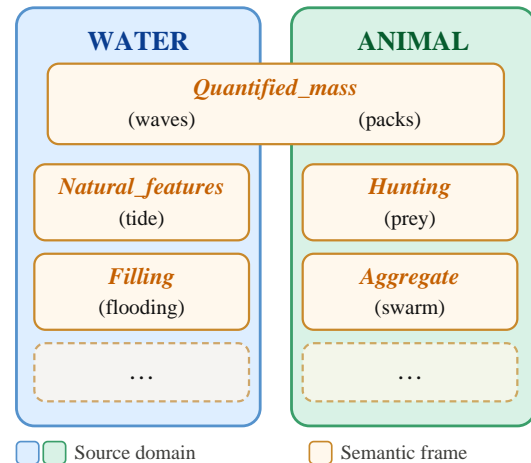 WATER ANIMAL
Quantified_mass
(waves) (packs)
Natural_features Hunting
(tide) (prey)
Filling Aggregate
(flooding) (swarm)
… …
Source domain Semantic frame